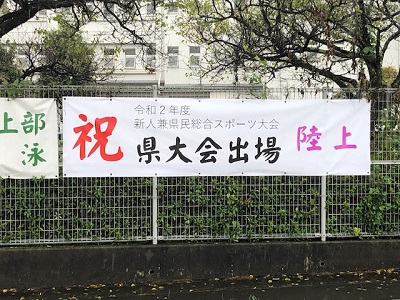 上部
泳
祝
令和2年度
新人兼県民総合スポーツ大会
県大会出場
陸上